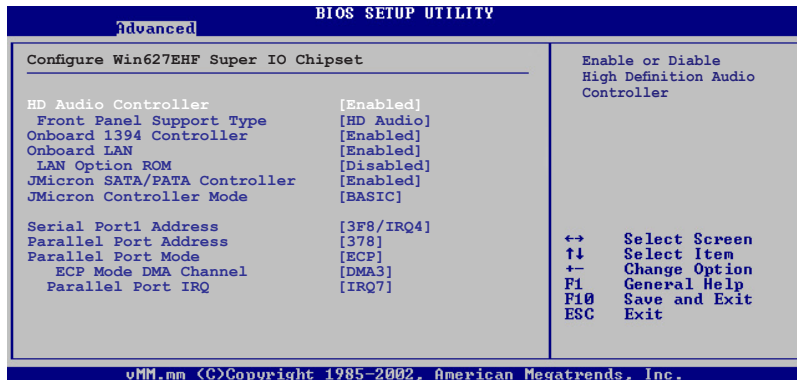 BIOS SETUP UTILITY
Advanced
Configure Win627EHF Super IO Chipset
HD Audio Controller [Enabled]
Front Panel Support Type [HD Audio]
Onboard 1394 Controller [Enabled]
Onboard LAN [Enabled]
LAN Option ROM [Disabled]
JMicron SATA/PATA Controller [Enabled]
JMicron Controller Mode [BASIC]
Serial Port1 Address [3F8/IRQ4]
Parallel Port Address [378]
Parallel Port Mode [ECP]
ECP Mode DMA Channel [DMA3]
Parallel Port IRQ [IRQ7]
Enable or Diable
High Definition Audio
Controller
←→ Select Screen
↑↓ Select Item
+- Change Option
F1 General Help
F10 Save and Exit
ESC Exit
vMM.mm (C)Copyright 1985-2002, American Megatrends, Inc.